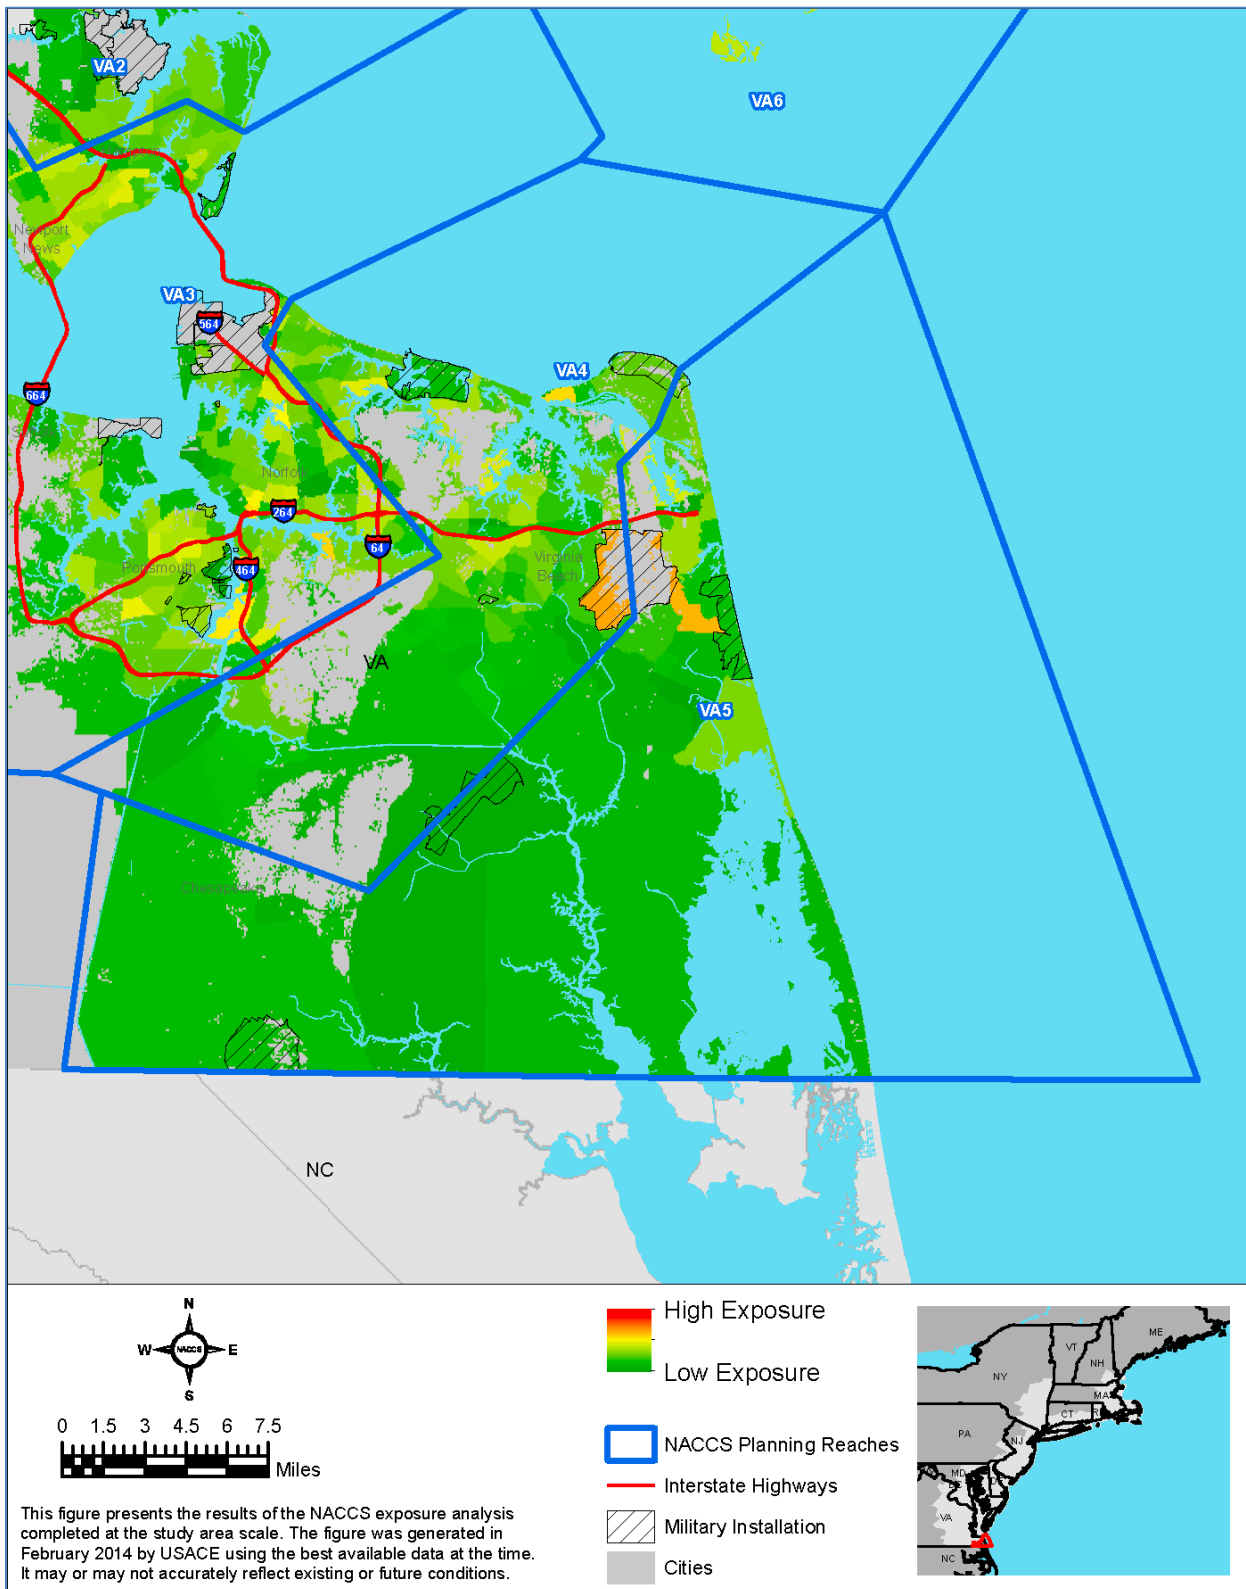 VA2
VA6
Newport
News
VA3
564
664
VA4
Norfolk
264
64
Portsmouth
464
Virginia
Beach
VA
VA5
Chesapeake
NC
N
W
NACCS
E
S
0 1.5 3 4.5 6 7.5
Miles
This figure presents the results of the NACCS exposure analysis
completed at the study area scale. The figure was generated in
February 2014 by USACE using the best available data at the time.
It may or may not accurately reflect existing or future conditions.
High Exposure
Low Exposure
NACCS Planning Reaches
Interstate Highways
Military Installation
Cities
ME
VT
NH
NY
MA
CT
PA
NJ
MD
VA
NC